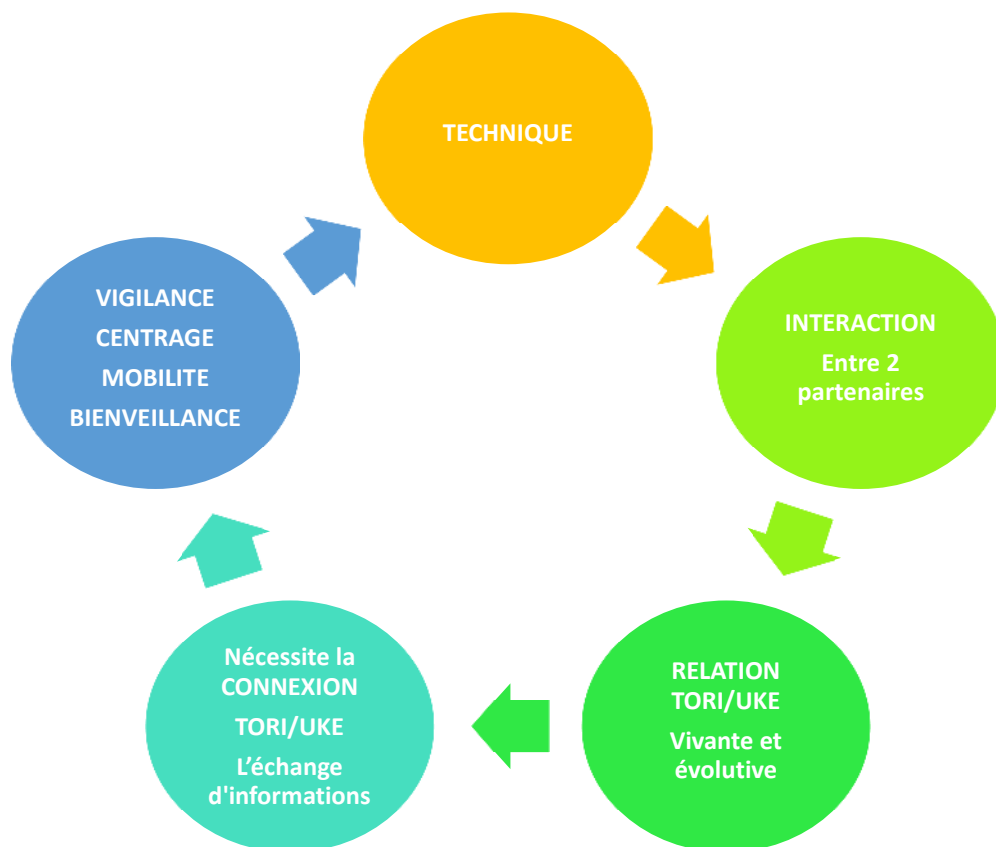 TECHNIQUE
INTERACTION
Entre 2
partenaires
RELATION
TORI/UKE
Vivante et
évolutive
Nécessite la
CONNEXION
TORI/UKE
L'échange
d'informations
VIGILANCE
CENTRAGE
MOBILITE
BIENVEILLANCE